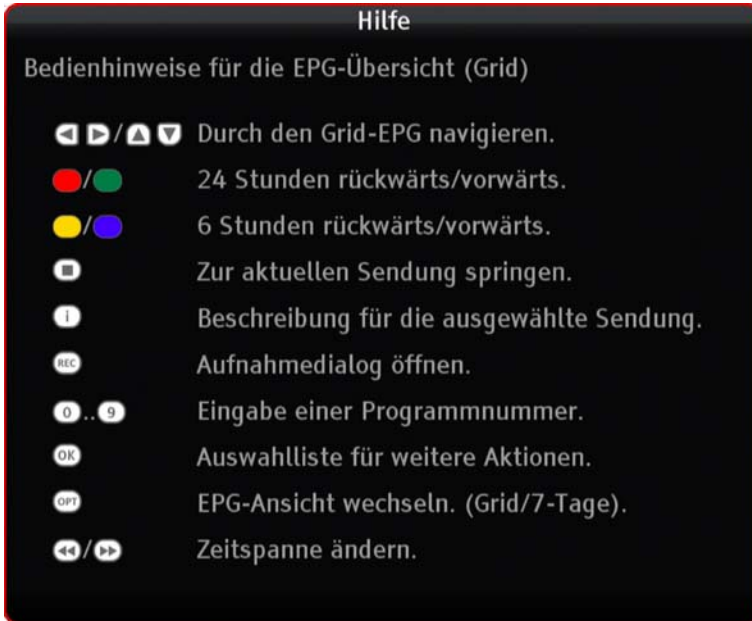 Hilfe
Bedienhinweise für die EPG-Übersicht (Grid)
/ Durch den Grid-EPG navigieren.
/ 24 Stunden rückwärts/vorwärts.
/ 6 Stunden rückwärts/vorwärts.
Zur aktuellen Sendung springen.
i Beschreibung für die ausgewählte Sendung.
REC Aufnahmedialog öffnen.
0..9 Eingabe einer Programmnummer.
OK Auswahlliste für weitere Aktionen.
OPT EPG-Ansicht wechseln. (Grid/7-Tage).
/ Zeitspanne ändern.